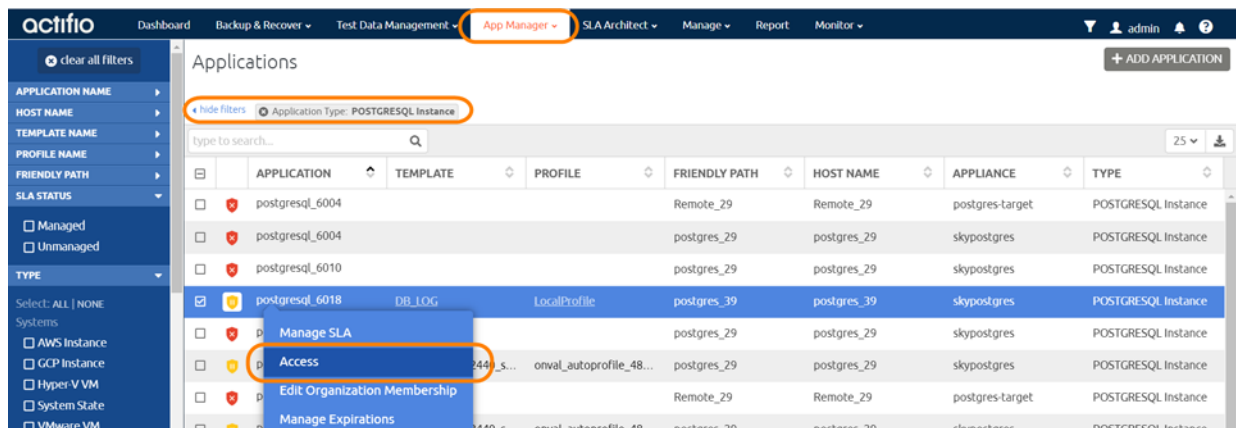 actifio Dashboard Backup & Recover Test Data Management App Manager SLA Architect Manage Report Monitor admin
clear all filters
Applications
+ ADD APPLICATION
APPLICATION NAME
HOST NAME
TEMPLATE NAME
PROFILE NAME
FRIENDLY PATH
SLA STATUS
Managed
Unmanaged
TYPE
Select: ALL | NONE
Systems
AWS Instance
GCP Instance
Hyper-V VM
System State
VMware VM
hide filters Application Type: POSTGRESQL Instance
type to search... 25
APPLICATION TEMPLATE PROFILE FRIENDLY PATH HOST NAME APPLIANCE TYPE
postgresql_6004 Remote_29 Remote_29 postgres-target POSTGRESQL Instance
postgresql_6004 postgres_29 postgres_29 skypostgres POSTGRESQL Instance
postgresql_6010 postgres_29 postgres_29 skypostgres POSTGRESQL Instance
postgresql_6018 DB_LOG LocalProfile postgres_39 postgres_39 skypostgres POSTGRESQL Instance
postgres_29 postgres_29 skypostgres POSTGRESQL Instance
2440_s... onval_autoprofile_48... postgres_29 postgres_29 skypostgres POSTGRESQL Instance
Remote_29 Remote_29 postgres-target POSTGRESQL Instance
Manage SLA
Access
Edit Organization Membership
Manage Expirations